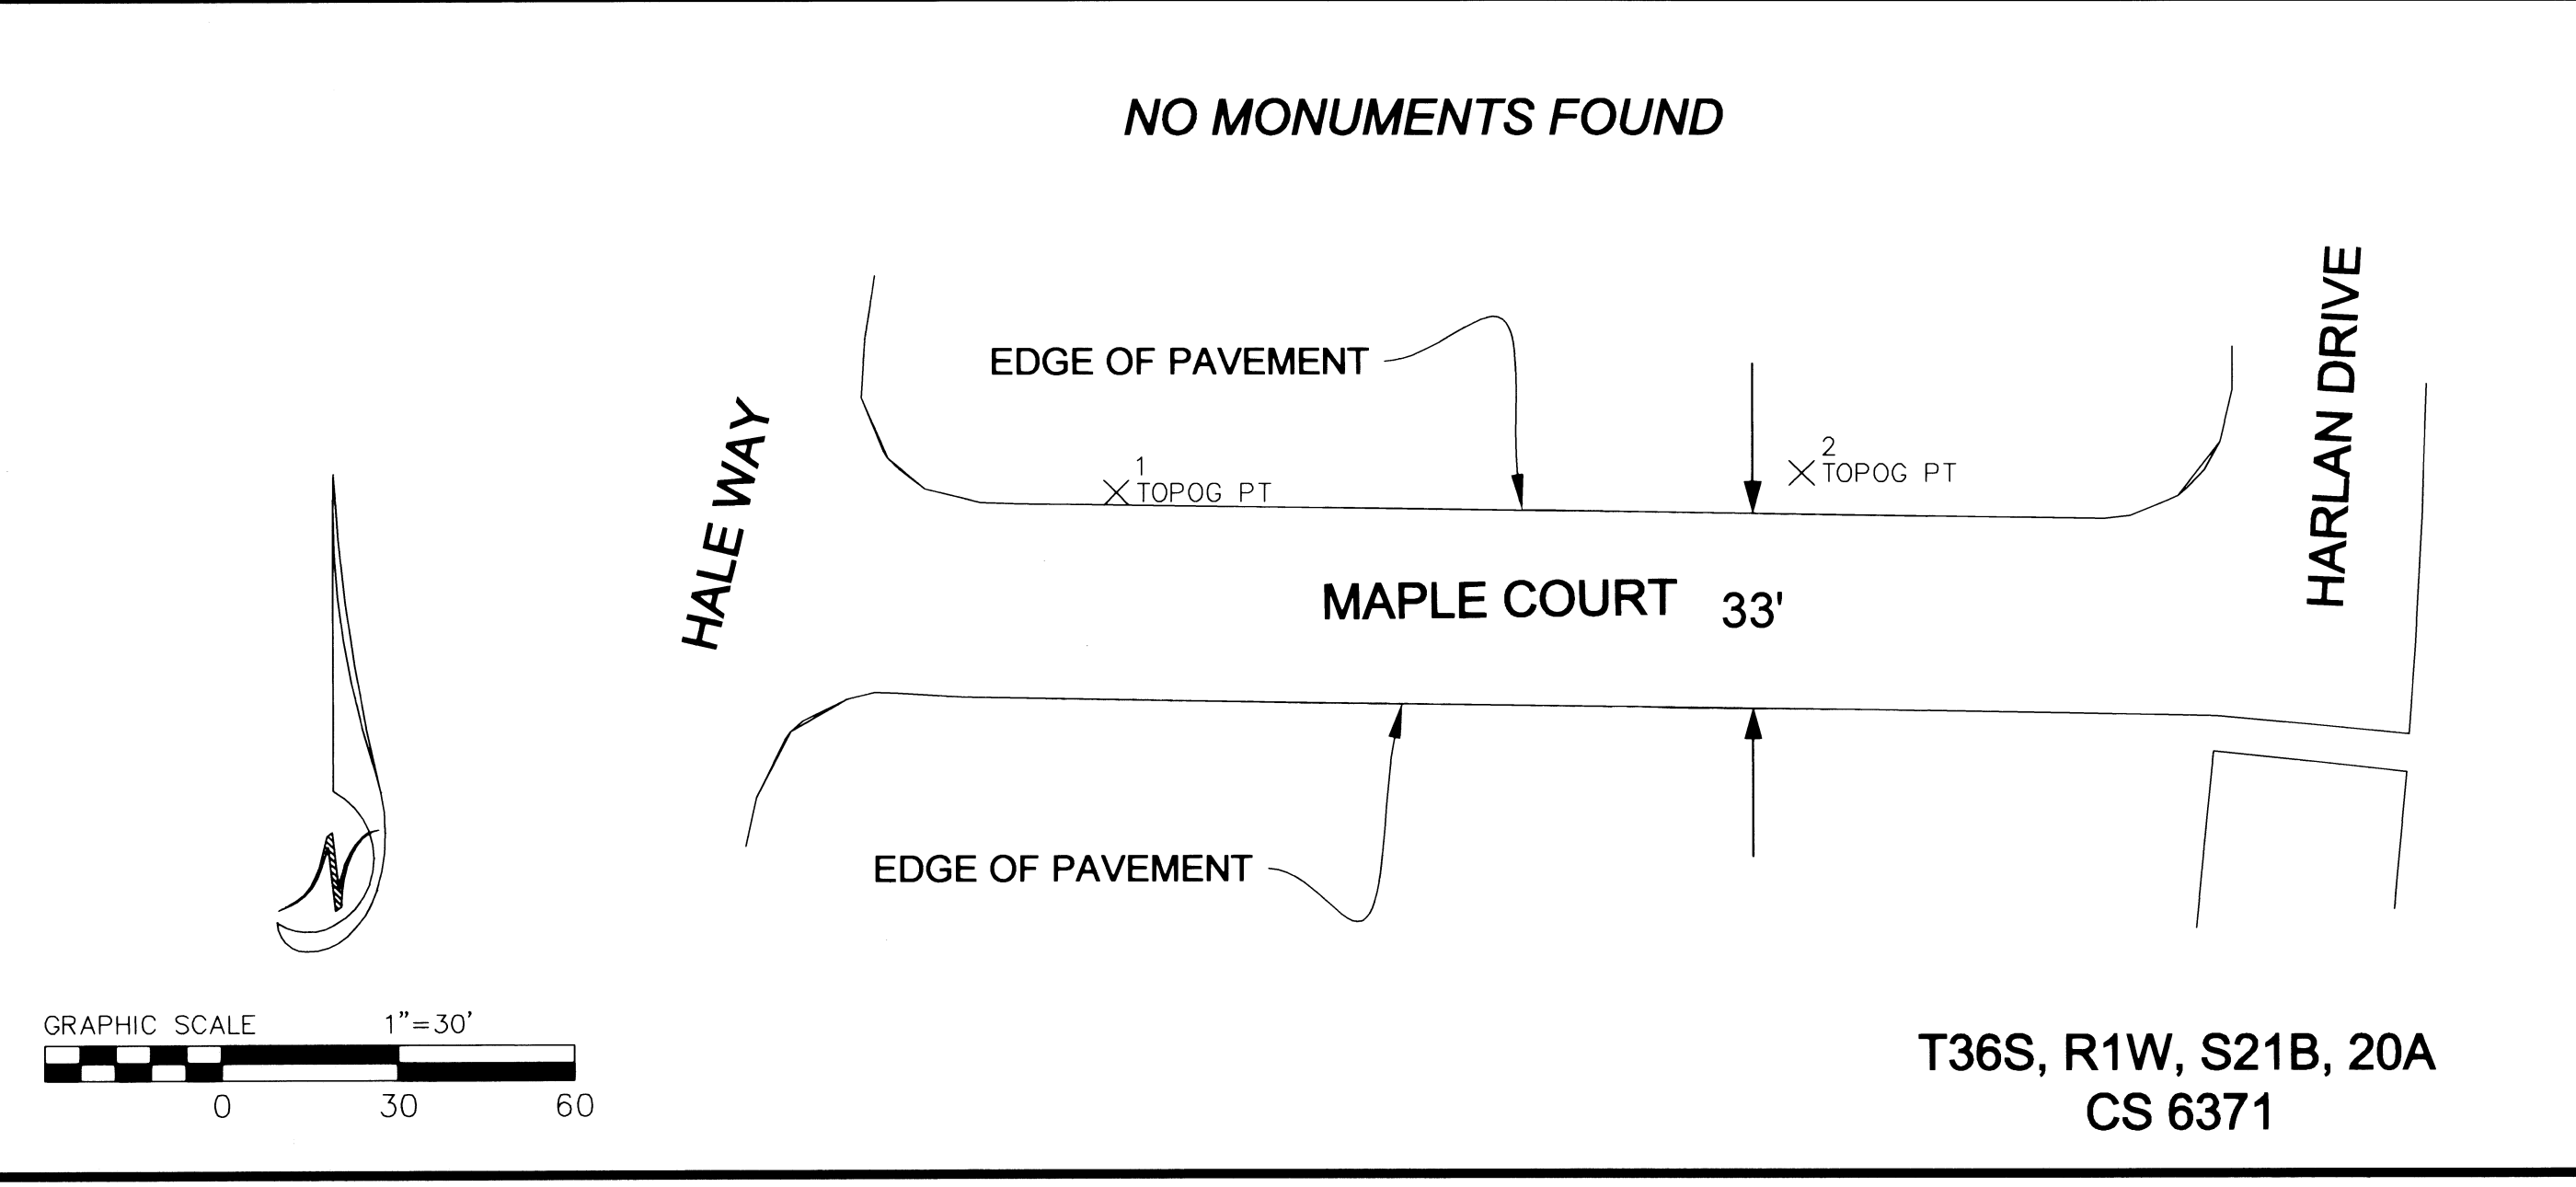 NO MONUMENTS FOUND
EDGE OF PAVEMENT
HARLAN DRIVE
HALE WAY
1
TOPOG PT
2
TOPOG PT
MAPLE COURT 33'
EDGE OF PAVEMENT
N
GRAPHIC SCALE 1"=30'
0 30 60
T36S, R1W, S21B, 20A
CS 6371